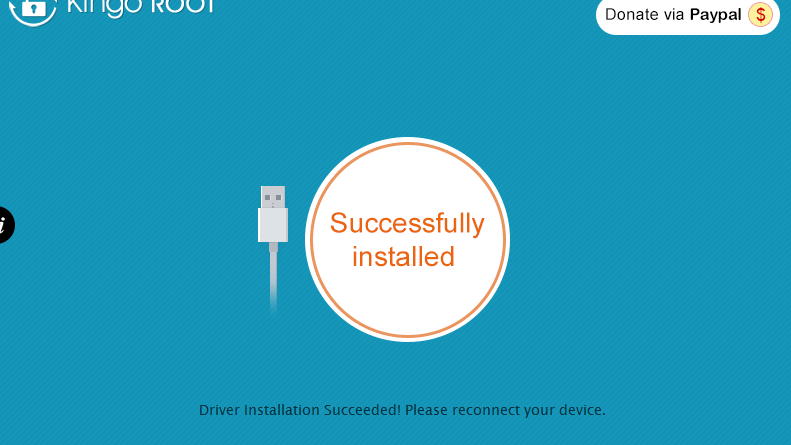 Kingo ROOT
Donate via Paypal $
i
Successfully
installed
Driver Installation Succeeded! Please reconnect your device.